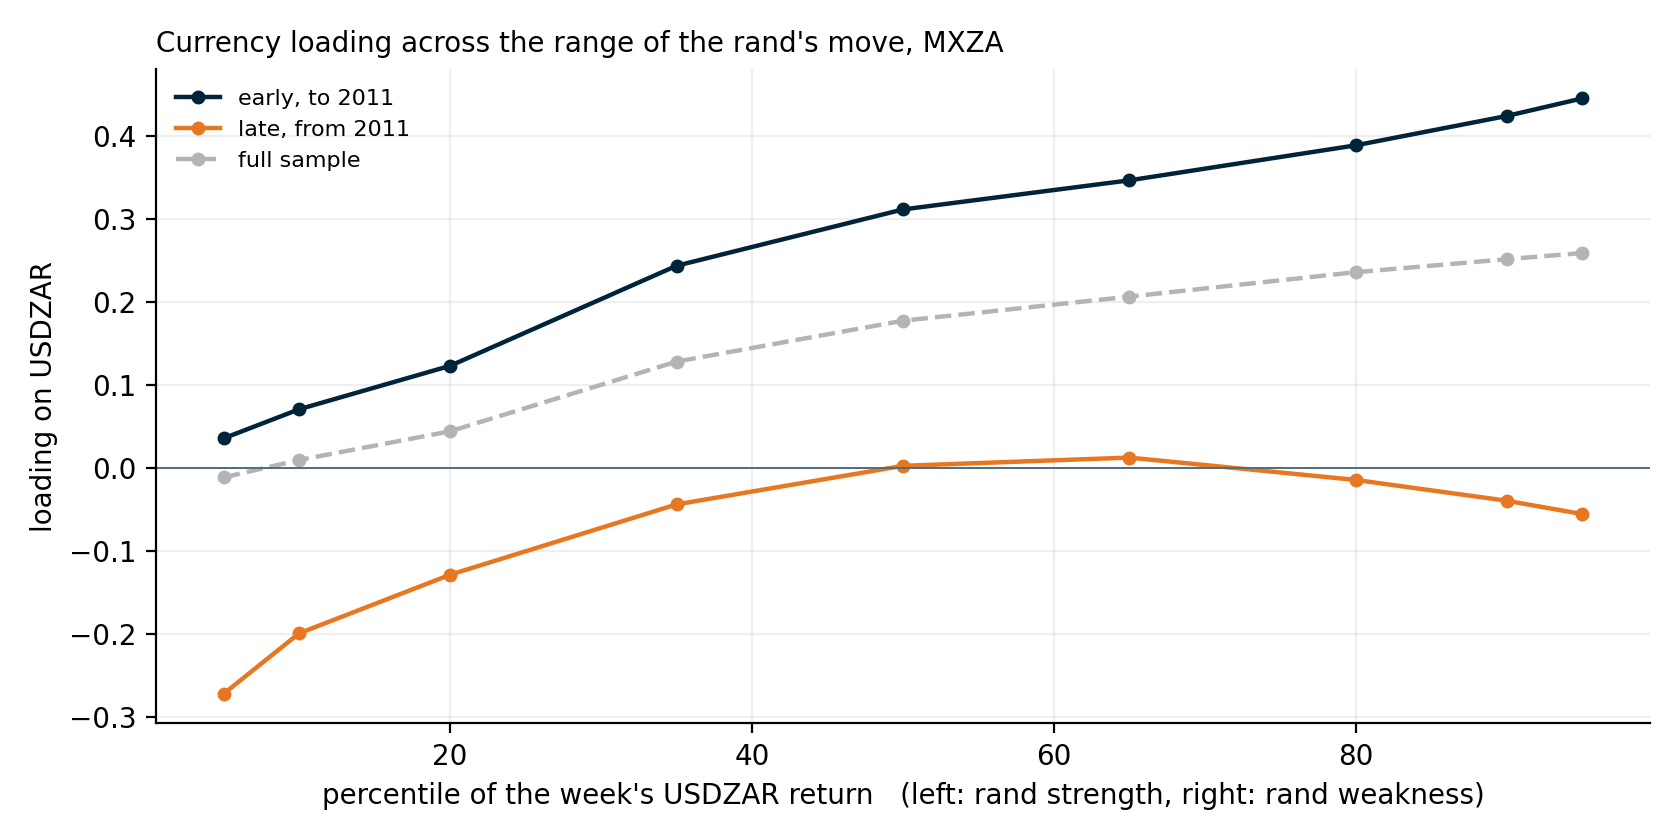 Currency loading across the range of the rand's move, MXZA
early, to 2011
late, from 2011
full sample
loading on USDZAR
0.4
0.3
0.2
0.1
0.0
−0.1
−0.2
−0.3
20 40 60 80
percentile of the week's USDZAR return (left: rand strength, right: rand weakness)